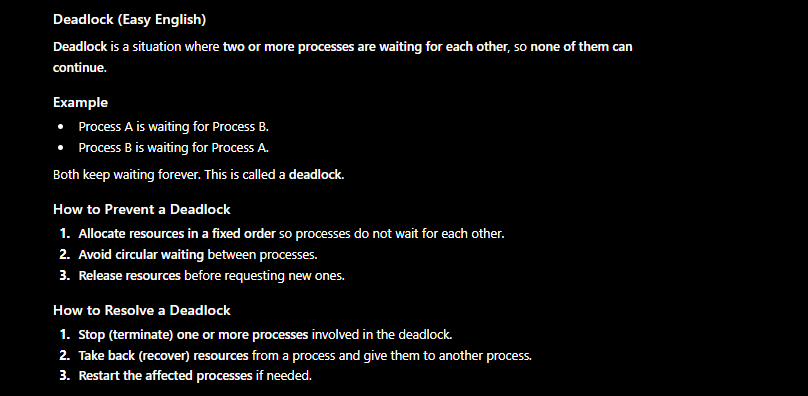 Deadlock (Easy English)
Deadlock is a situation where two or more processes are waiting for each other, so none of them can
continue.
Example
• Process A is waiting for Process B.
• Process B is waiting for Process A.
Both keep waiting forever. This is called a deadlock.
How to Prevent a Deadlock
1. Allocate resources in a fixed order so processes do not wait for each other.
2. Avoid circular waiting between processes.
3. Release resources before requesting new ones.
How to Resolve a Deadlock
1. Stop (terminate) one or more processes involved in the deadlock.
2. Take back (recover) resources from a process and give them to another process.
3. Restart the affected processes if needed.